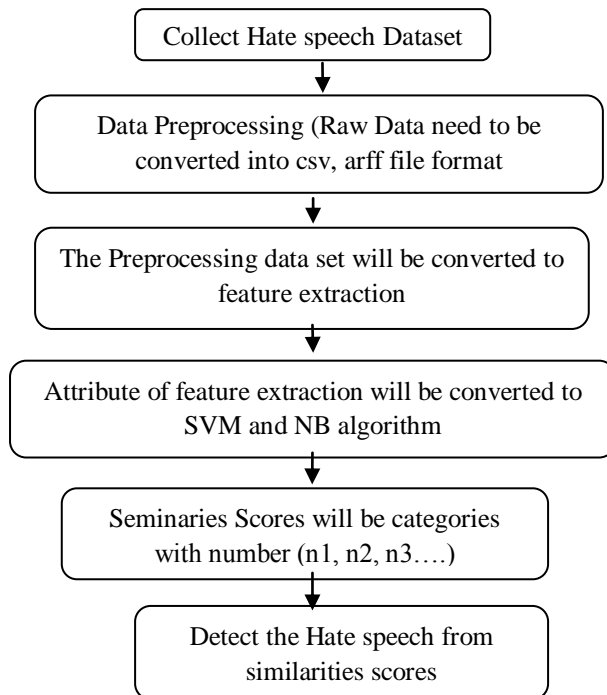 Collect Hate speech Dataset
Data Preprocessing (Raw Data need to be
converted into csv, arff file format
The Preprocessing data set will be converted to
feature extraction
Attribute of feature extraction will be converted to
SVM and NB algorithm
Seminaries Scores will be categories
with number (n1, n2, n3….)
Detect the Hate speech from
similarities scores